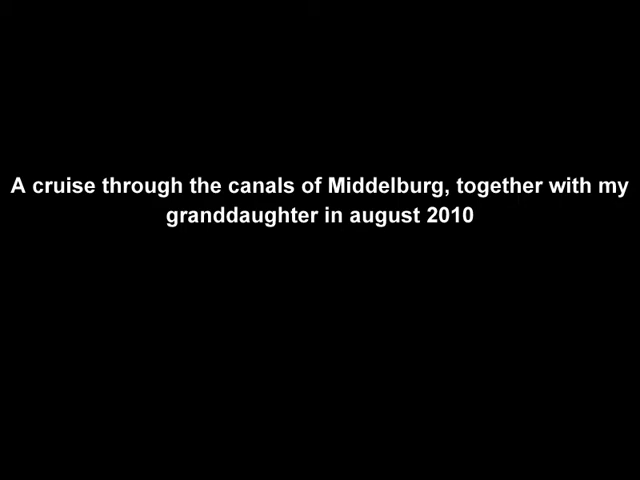 A cruise through the canals of Middelburg, together with my
granddaughter in august 2010